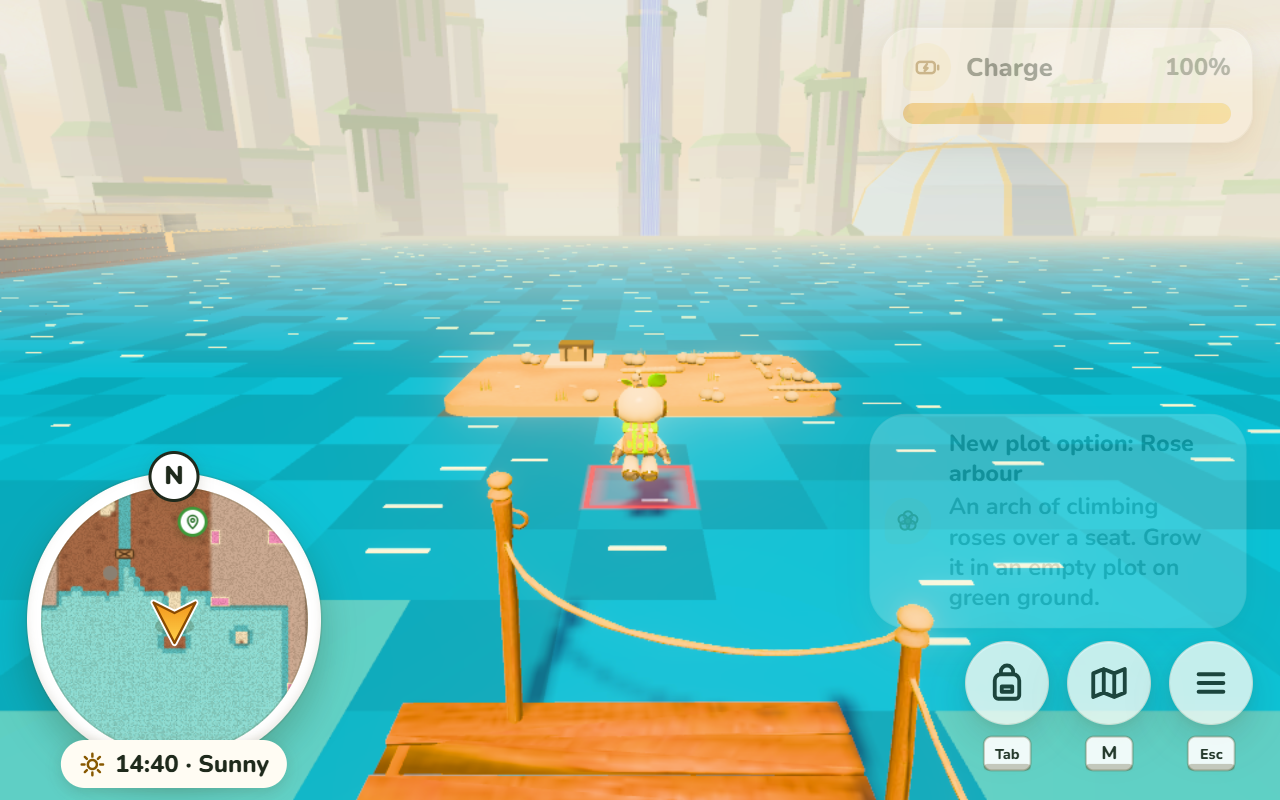 Charge 100%
New plot option: Rose
arbour
An arch of climbing
roses over a seat. Grow
it in an empty plot on
green ground.
N
14:40 · Sunny
Tab M Esc